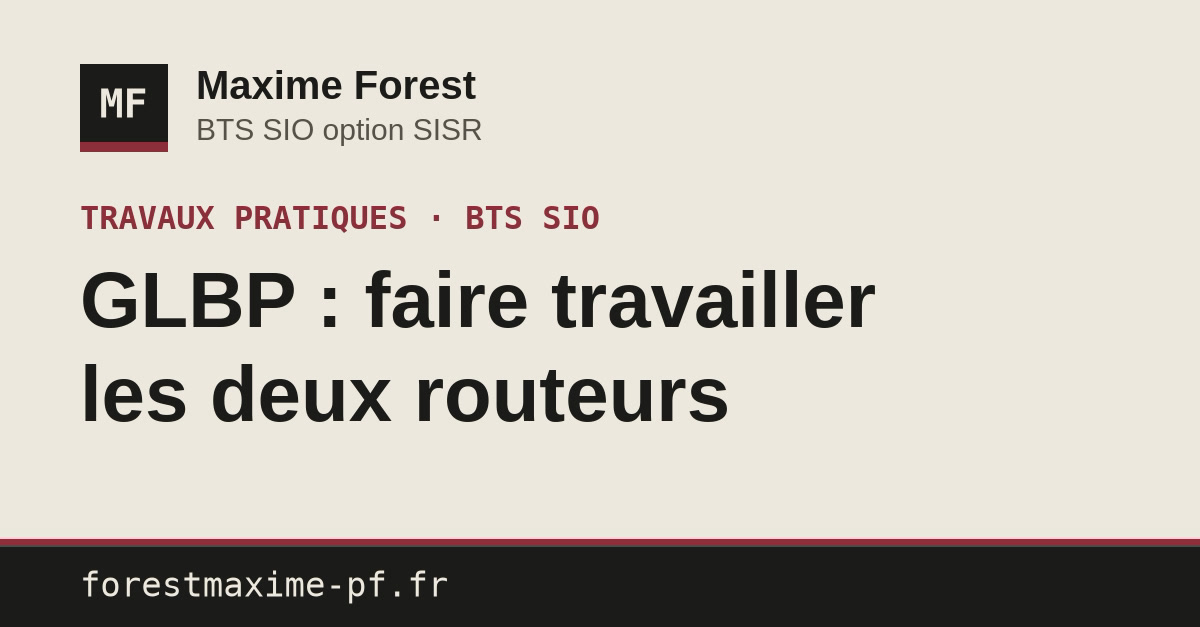 MF
Maxime Forest
BTS SIO option SISR
TRAVAUX PRATIQUES · BTS SIO
GLBP : faire travailler
les deux routeurs
forestmaxime-pf.fr